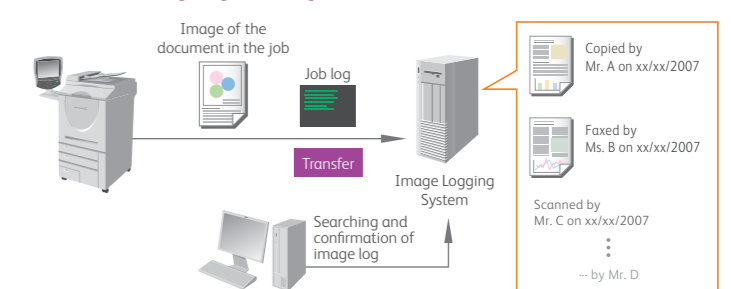 Image of the
document in the job
Job log
Transfer
Image Logging
System
Searching and
confirmation of
image log
Copied by
Mr. A on xx/xx/2007
Faxed by
Ms. B on xx/xx/2007
Scanned by
Mr. C on xx/xx/2007
... by Mr. D